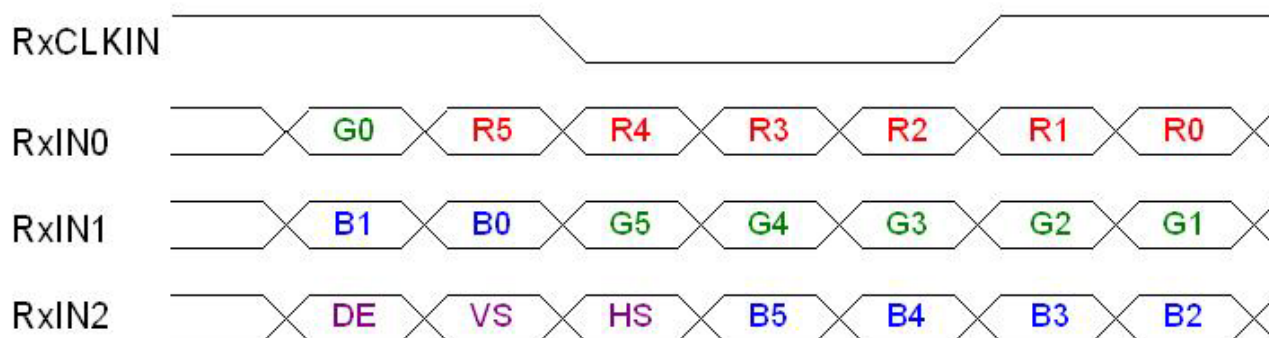 RxCLKIN
RxIN0 G0 R5 R4 R3 R2 R1 R0
RxIN1 B1 B0 G5 G4 G3 G2 G1
RxIN2 DE VS HS B5 B4 B3 B2